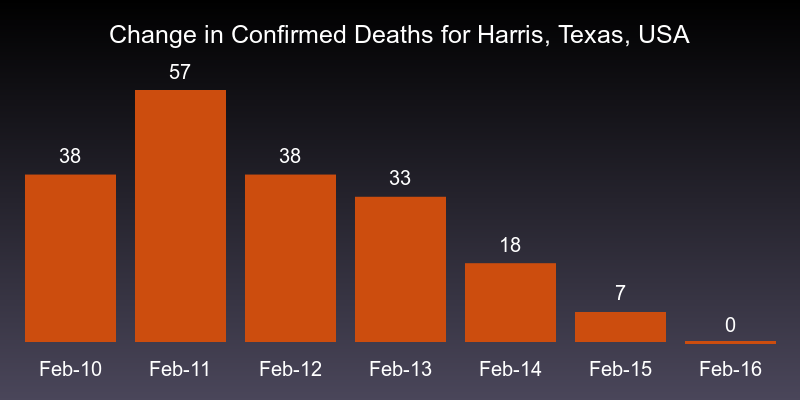 Change in Confirmed Deaths for Harris, Texas, USA
38
57
38
33
18
7
0
Feb-10
Feb-11
Feb-12
Feb-13
Feb-14
Feb-15
Feb-16